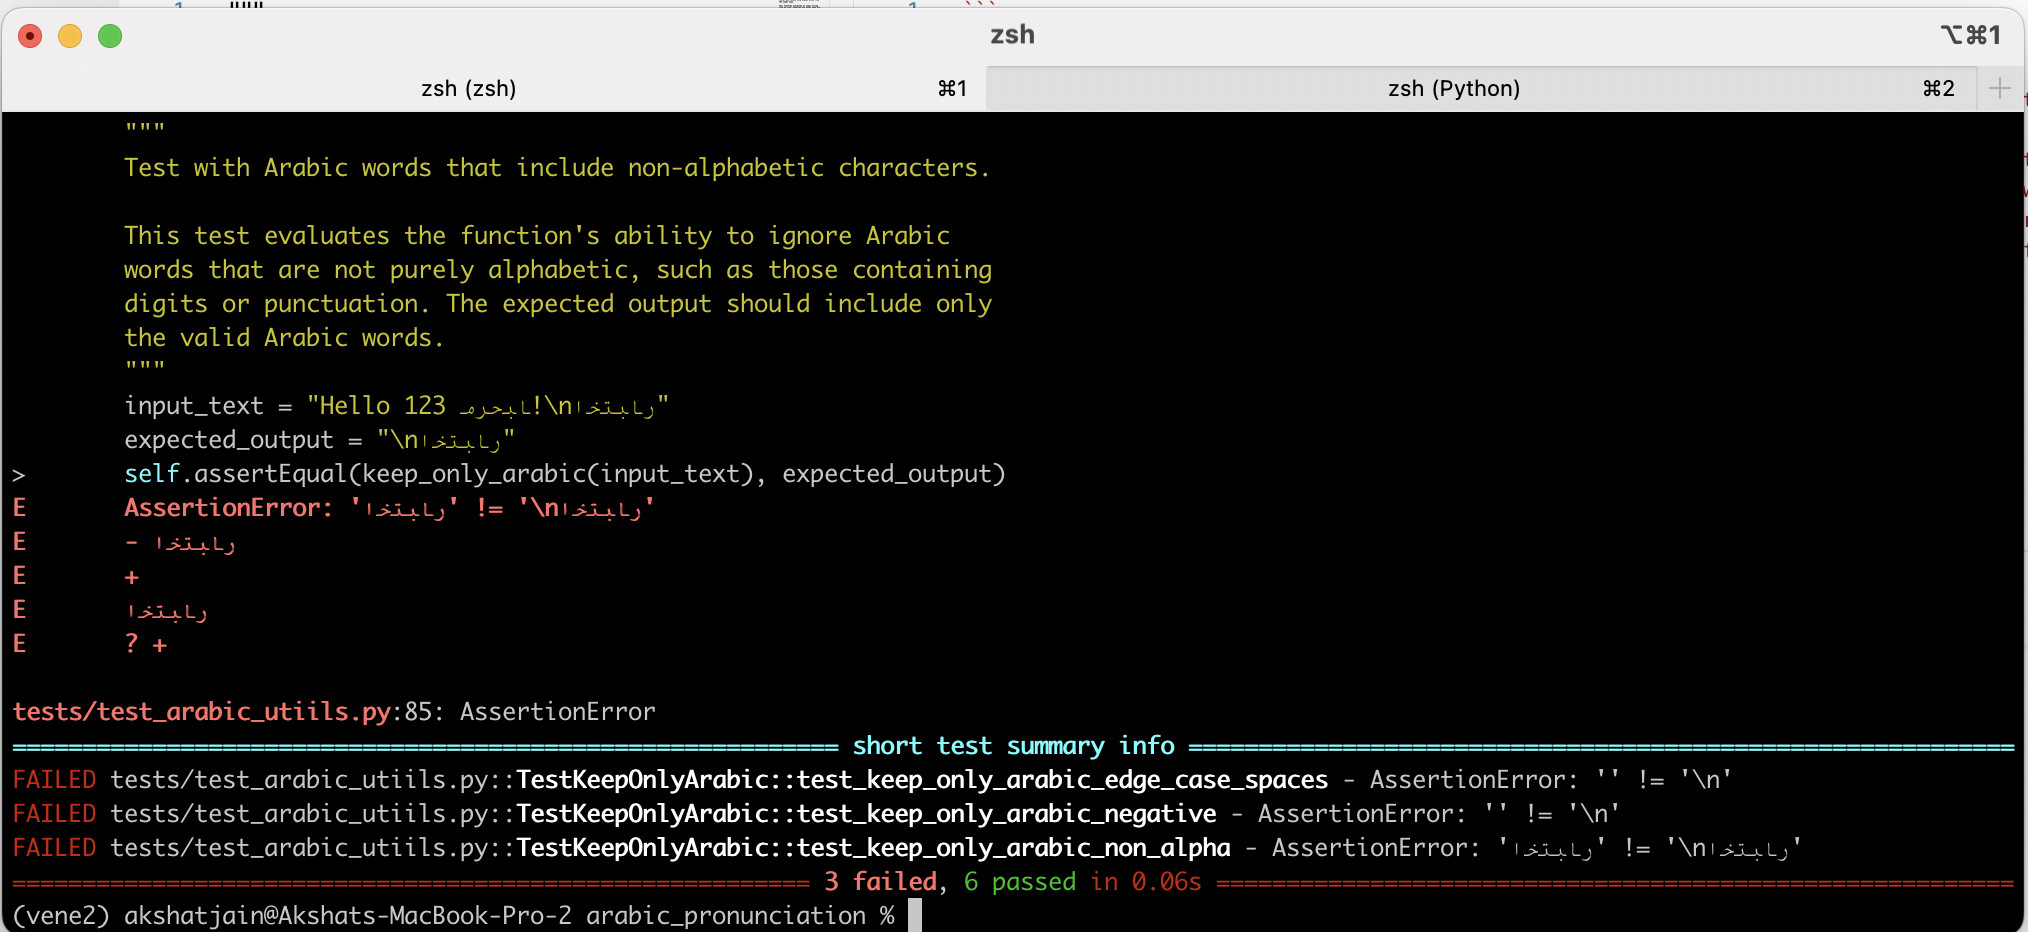 zsh
⌥⌘1
zsh (zsh) ⌘1
zsh (Python) ⌘2
"""
Test with Arabic words that include non-alphabetic characters.
This test evaluates the function's ability to ignore Arabic
words that are not purely alphabetic, such as those containing
digits or punctuation. The expected output should include only
the valid Arabic words.
"""
input_text = "Hello 123 مرحبا!\nاختبار"
expected_output = "\nاختبار"
> self.assertEqual(keep_only_arabic(input_text), expected_output)
E AssertionError: 'اختبار' != '\nاختبار'
E - اختبار
E +
E اختبار
E ? +
tests/test_arabic_utiils.py:85: AssertionError
=========================================================== short test summary info ===========================================================
FAILED tests/test_arabic_utiils.py::TestKeepOnlyArabic::test_keep_only_arabic_edge_case_spaces - AssertionError: '' != '\n'
FAILED tests/test_arabic_utiils.py::TestKeepOnlyArabic::test_keep_only_arabic_negative - AssertionError: '' != '\n'
FAILED tests/test_arabic_utiils.py::TestKeepOnlyArabic::test_keep_only_arabic_non_alpha - AssertionError: 'اختبار' != '\nاختبار'
========================================================= 3 failed, 6 passed in 0.06s =========================================================
(vene2) akshatjain@Akshats-MacBook-Pro-2 arabic_pronunciation %